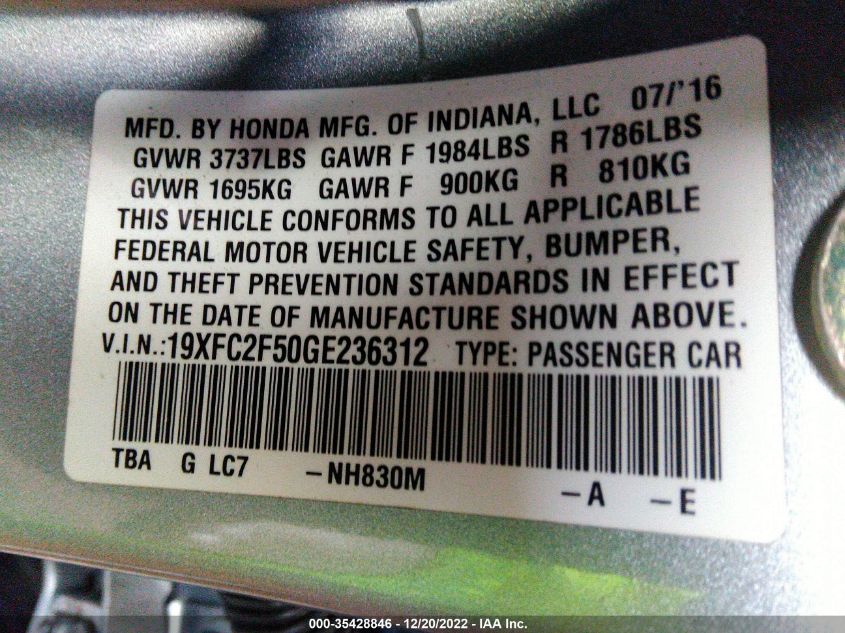 MFD. BY HONDA MFG. OF INDIANA, LLC 07/'16
GVWR 3737LBS GAWR F 1984LBS R 1786LBS
GVWR 1695KG GAWR F 900KG R 810KG
THIS VEHICLE CONFORMS TO ALL APPLICABLE
FEDERAL MOTOR VEHICLE SAFETY, BUMPER,
AND THEFT PREVENTION STANDARDS IN EFFECT
ON THE DATE OF MANUFACTURE SHOWN ABOVE.
V.I.N.:19XFC2F50GE236312 TYPE: PASSENGER CAR
TBA G LC7 -NH830M -A -E
000-35428846 - 12/20/2022 - IAA Inc.